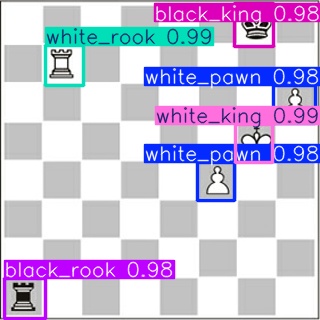 black_king 0.98
white_rook 0.99
white_pawn 0.98
white_king 0.99
white_pawn 0.98
black_rook 0.98